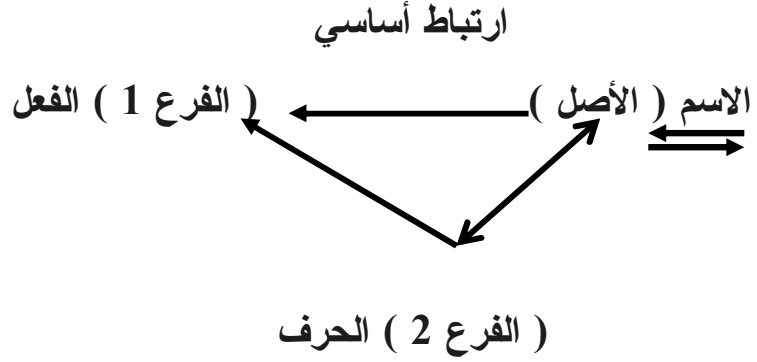 ارتباط أساسي
الاسم ( الأصل ) ( الفرع 1 ) الفعل
( الفرع 2 ) الحرف